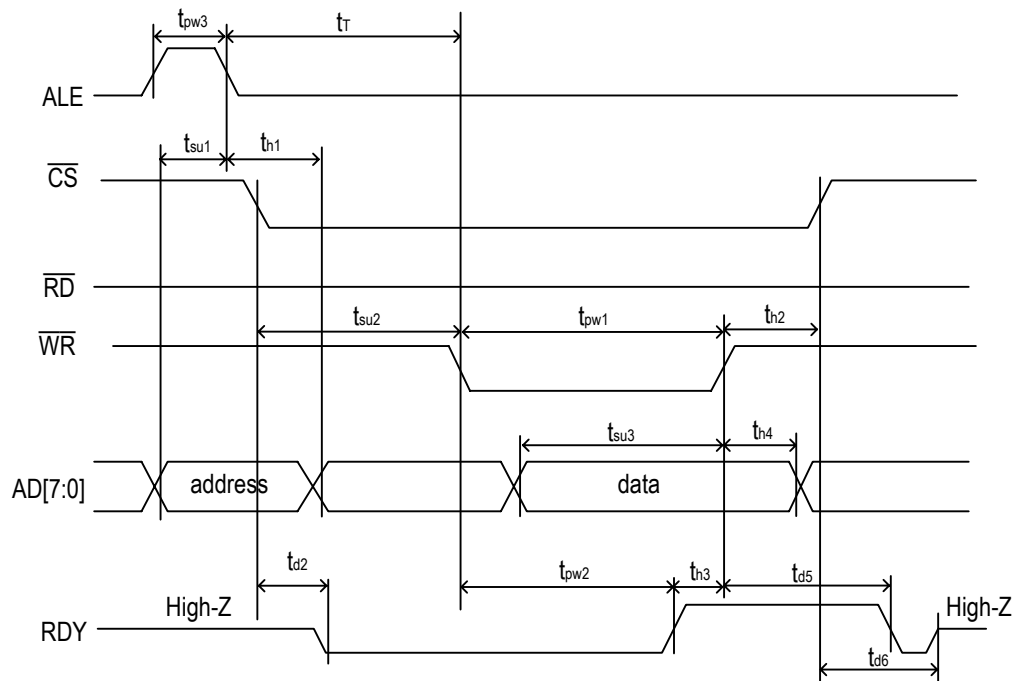 tpw3 tT
ALE
tsu1 th1
CS
RD
tsu2 tpw1 th2
WR
tsu3 th4
AD[7:0] address data
td2 tpw2 th3 td5
High-Z High-Z
RDY
td6